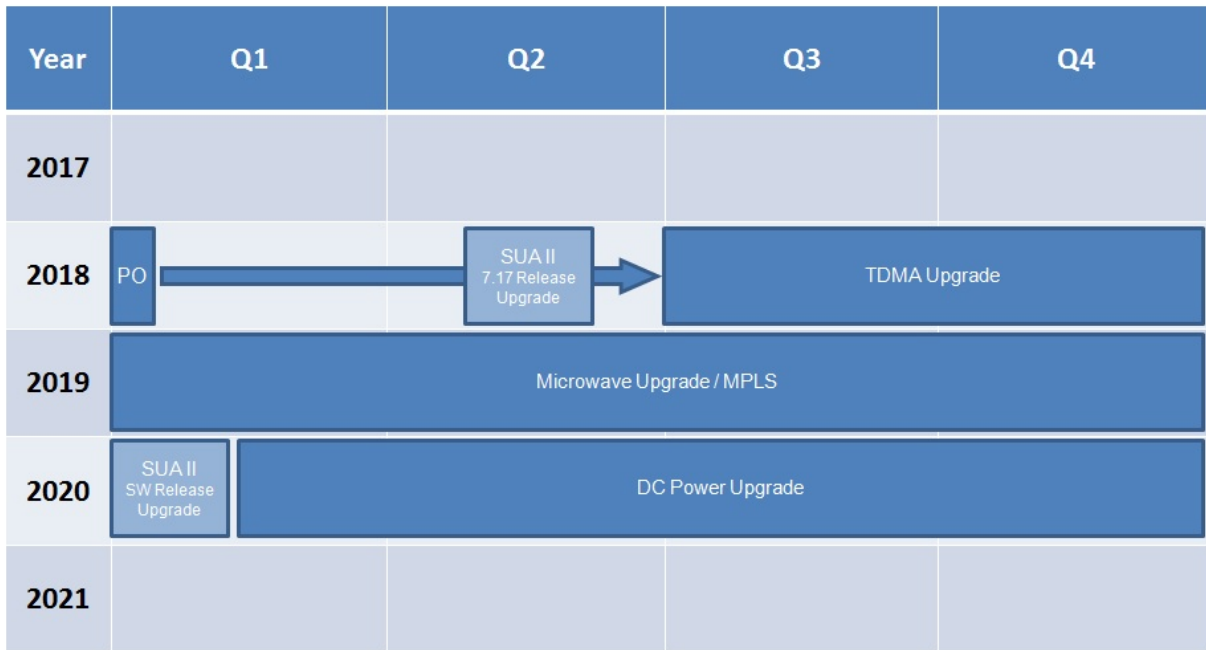 Year Q1 Q2 Q3 Q4
2017
2018
PO
SUA II
7.17 Release
Upgrade
TDMA Upgrade
2019
Microwave Upgrade / MPLS
2020
SUA II
SW Release
Upgrade
DC Power Upgrade
2021